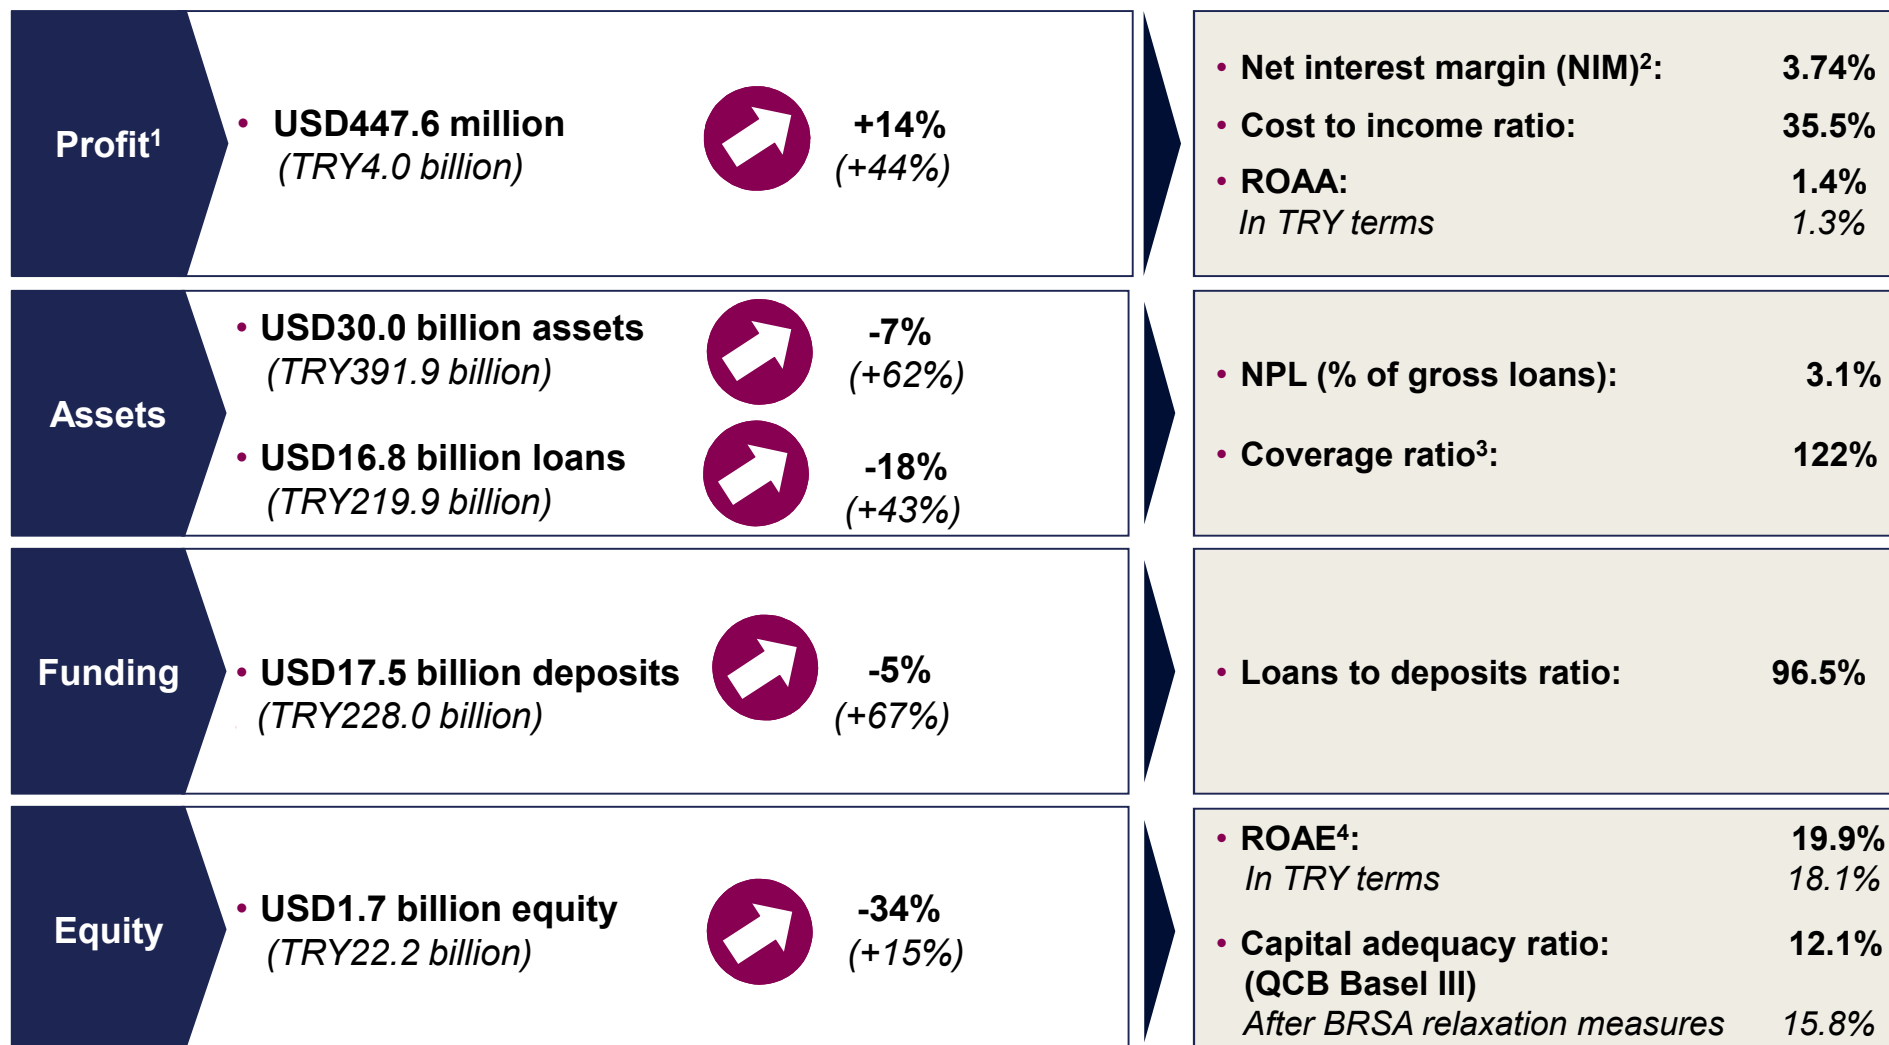 Profit¹
• USD447.6 million
(TRY4.0 billion)
+14%
(+44%)
• Net interest margin (NIM)²: 3.74%
• Cost to income ratio: 35.5%
• ROAA: 1.4%
In TRY terms 1.3%
Assets
• USD30.0 billion assets
(TRY391.9 billion)
-7%
(+62%)
• USD16.8 billion loans
(TRY219.9 billion)
-18%
(+43%)
• NPL (% of gross loans): 3.1%
• Coverage ratio³: 122%
Funding
• USD17.5 billion deposits
(TRY228.0 billion)
-5%
(+67%)
• Loans to deposits ratio: 96.5%
Equity
• USD1.7 billion equity
(TRY22.2 billion)
-34%
(+15%)
• ROAE⁴: 19.9%
In TRY terms 18.1%
• Capital adequacy ratio: 12.1%
(QCB Basel III)
After BRSA relaxation measures 15.8%